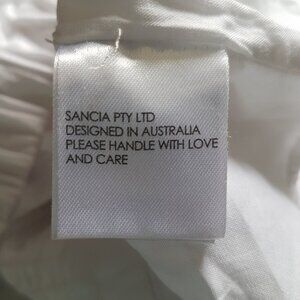 SANCIA PTY LTD
DESIGNED IN AUSTRALIA
PLEASE HANDLE WITH LOVE
AND CARE